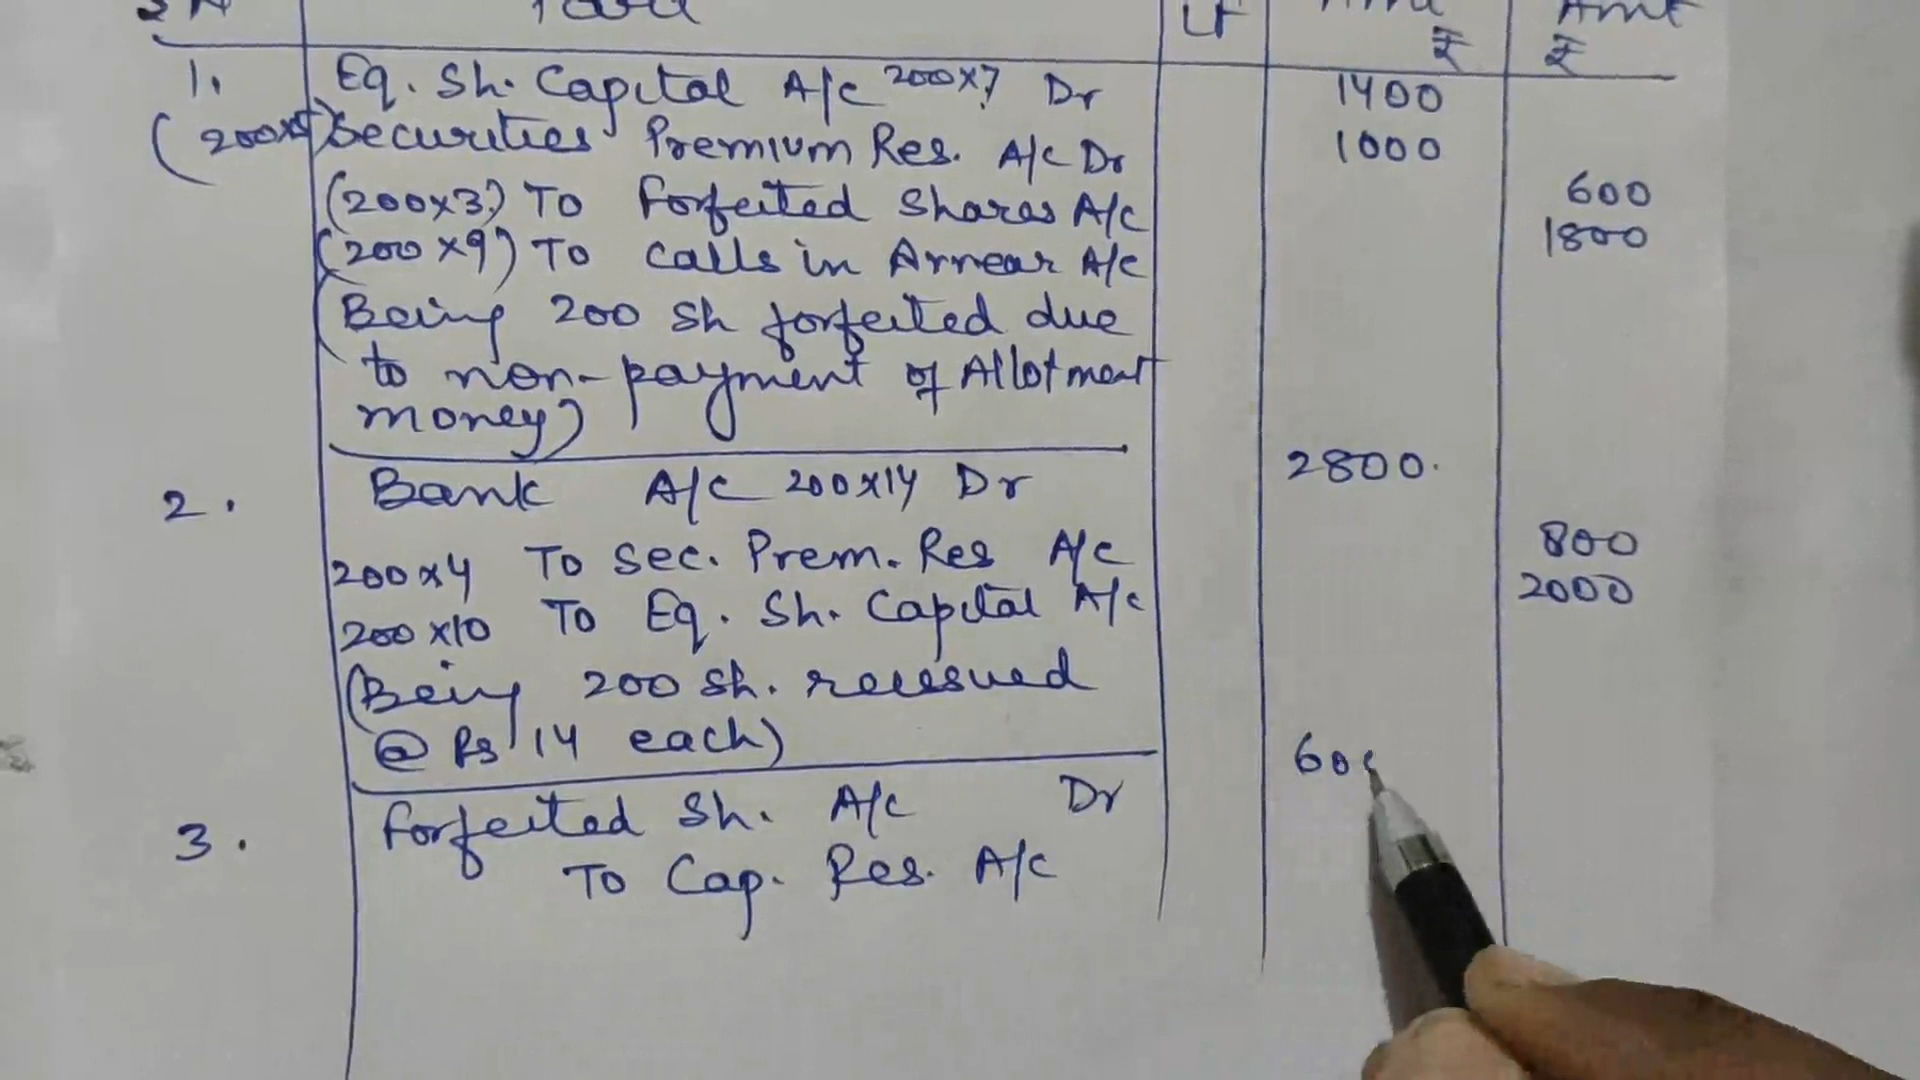 LF
₹ ₹
1. Eq. Sh. Capital A/c 200x7 Dr 1400
(200x5) Securities Premium Res. A/c Dr 1000
(200x3) To Forfeited Shares A/c 600
(200x9) To Calls in Arrear A/c 1800
(Being 200 Sh forfeited due
to non-payment of Allotment
money)
2. Bank A/c 200x14 Dr 2800.
200x4 To Sec. Prem. Res A/c 800
200x10 To Eq. Sh. Capital A/c 2000
(Being 200 Sh. reissued
@ Rs 14 each)
3. Forfeited Sh. A/c Dr 600
To Cap. Res. A/c